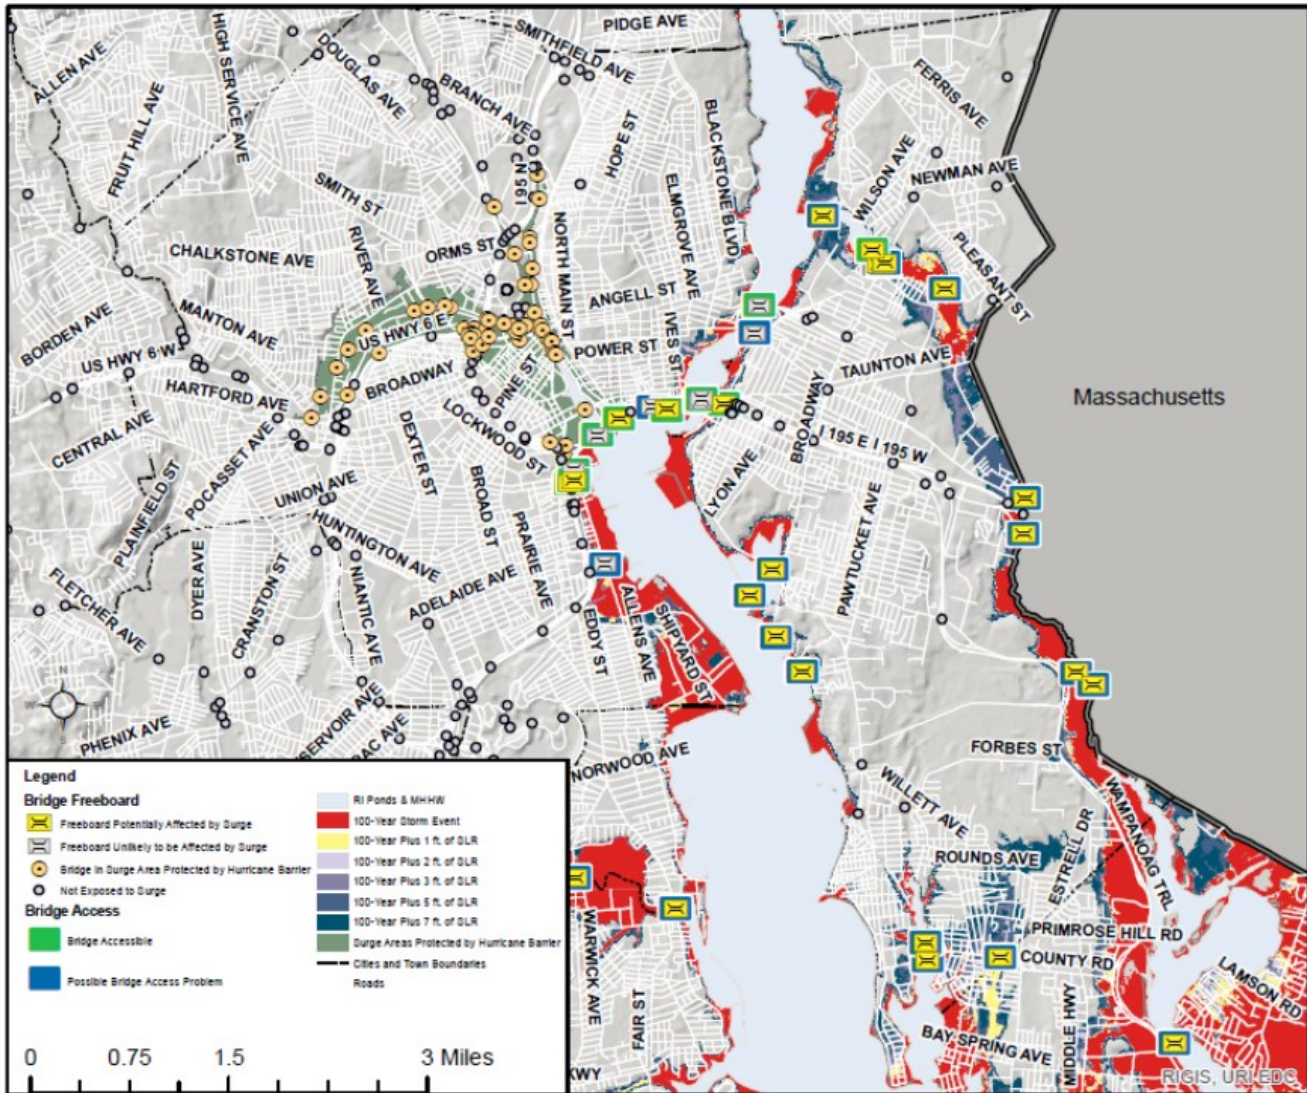 PIDGE AVE
SMITHFIELD AVE
DOUGLAS AVE
HIGH SERVICE AVE
ALLEN AVE
BRANCH AVE
FERRIS AVE
FRUIT HILL AVE
HOPE ST
BLACKSTONE BLVD
WILSON AVE
NEWMAN AVE
I 95 N
SMITH ST
ELMGROVE AVE
NORTH MAIN ST
PLEASANT ST
CHALKSTONE AVE
RIVER AVE
ORMS ST
ANGELL ST
BORDEN AVE
MANTON AVE
US HWY 6 E
IVES ST
POWER ST
US HWY 6 W
TAUNTON AVE
HARTFORD AVE
BROADWAY
PINE ST
BROADWAY
Massachusetts
CENTRAL AVE
POCASSET AVE
DEXTER ST
LOCKWOOD ST
I 195 E I 195 W
PLAINFIELD ST
UNION AVE
BROAD ST
LYON AVE
HUNTINGTON AVE
PRAIRIE AVE
PAWTUCKET AVE
FLETCHER AVE
DYER AVE
CRANSTON ST
NIANTIC AVE
ADELAIDE AVE
EDDY ST
ALLENS AVE
SHIPYARD ST
N
W
S
PHENIX AVE
SERVOIR AVE
AC AVE
NORWOOD AVE
FORBES ST
WAMPANOAG TRL
WILLETT AVE
ESTRELL DR
ROUNDS AVE
PRIMROSE HILL RD
COUNTY RD
LAMSON RD
WARWICK AVE
FAIR ST
BAY SPRING AVE
MIDDLE HWY
KWY
Legend
Bridge Freeboard
Freeboard Potentially Affected by Surge
Freeboard Unlikely to be Affected by Surge
Bridge In Surge Area Protected by Hurricane Barrier
Not Exposed to Surge
Bridge Access
Bridge Accessible
Possible Bridge Access Problem
RI Ponds & MHHW
100-Year Storm Event
100-Year Plus 1 ft. of SLR
100-Year Plus 2 ft. of SLR
100-Year Plus 3 ft. of SLR
100-Year Plus 5 ft. of SLR
100-Year Plus 7 ft. of SLR
Surge Areas Protected by Hurricane Barrier
Cities and Town Boundaries
Roads
0 0.75 1.5 3 Miles
RIGIS, URI EDC